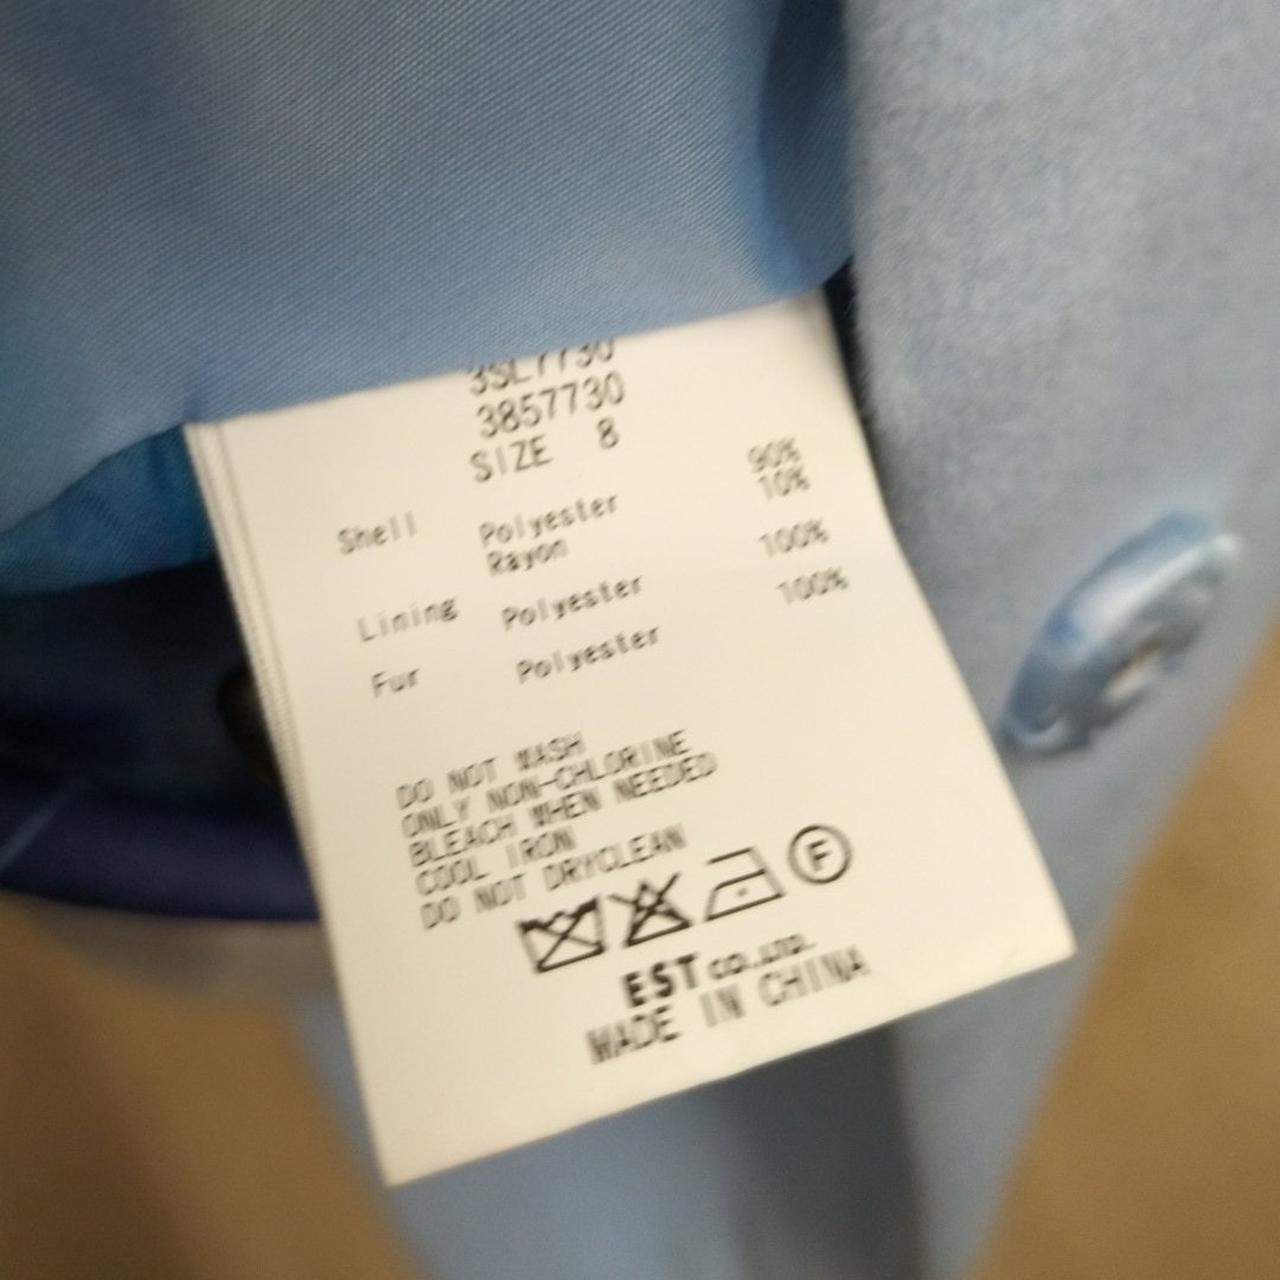 3SL7730
3857730
SIZE 8
Shell Polyester 90%
Rayon 10%
Lining Polyester 100%
Fur Polyester 100%
DO NOT WASH
ONLY NON-CHLORINE
BLEACH WHEN NEEDED
COOL IRON
DO NOT DRYCLEAN
F
EST CO.,LTD.
MADE IN CHINA